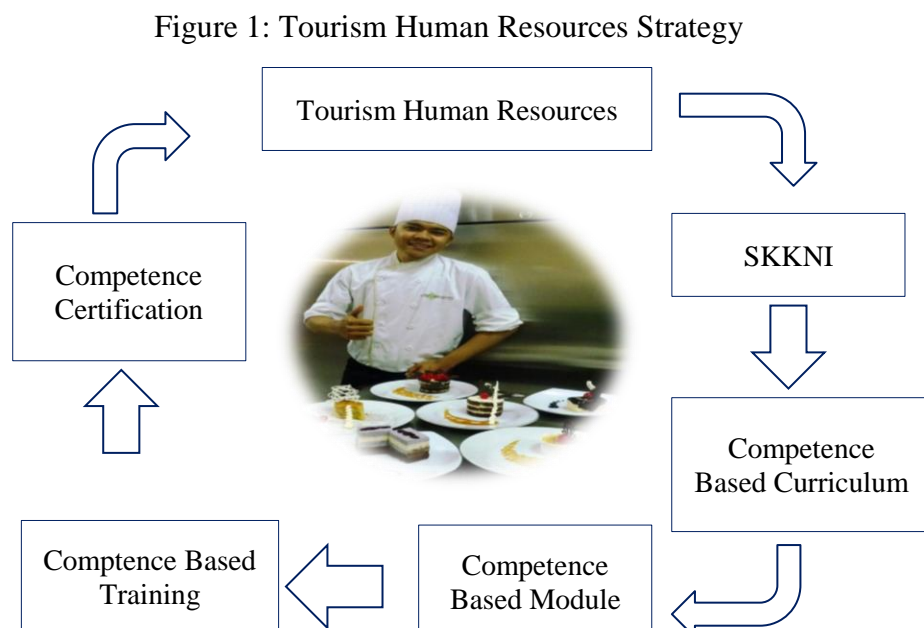 Figure 1: Tourism Human Resources Strategy
Tourism Human Resources
SKKNI
Competence
Based Curriculum
Competence
Based Module
Comptence Based
Training
Competence
Certification